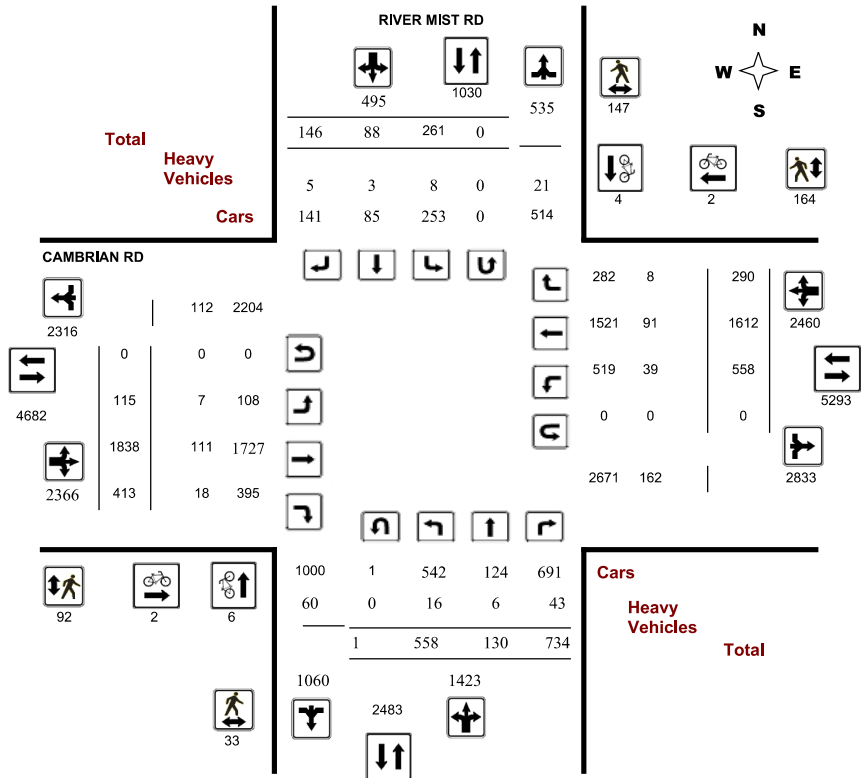 RIVER MIST RD
N
W E
S
495
1030
535
147
146 88 261 0
Total
Heavy
Vehicles
5 3 8 0 21
4 2 164
Cars
141 85 253 0 514
CAMBRIAN RD
282 8 290
112 2204
2316
1521 91 1612 2460
0 0 0
519 39 558
115 7 108
5293
4682
0 0 0
1838 111 1727
2671 162 2833
2366
413 18 395
1000 1 542 124 691
Cars
60 0 16 6 43
Heavy
Vehicles
92 2 6
1 558 130 734
Total
1060 1423
2483
33